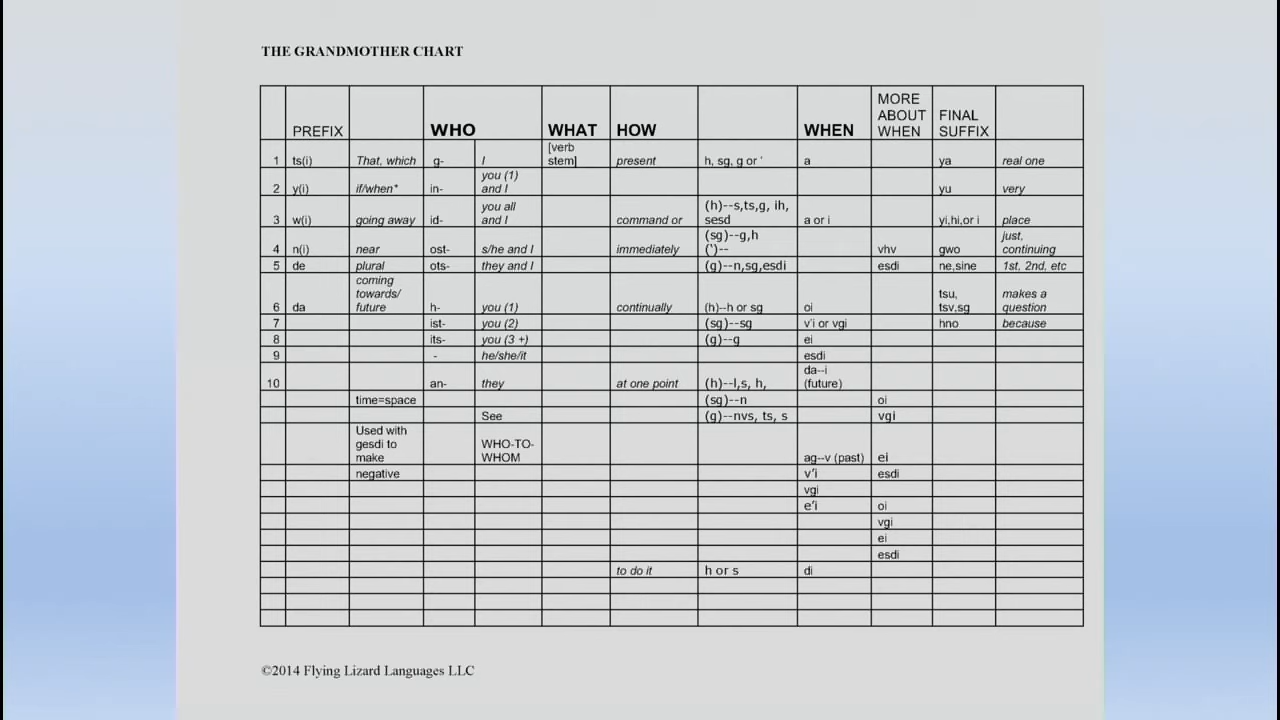 THE GRANDMOTHER CHART
PREFIX WHO WHAT HOW WHEN MORE ABOUT WHEN FINAL SUFFIX
1 ts(i) That, which g- I [verb stem] present h, sg, g or ' a ya real one
2 y(i) if/when* in- you (1) and I yu very
3 w(i) going away id- you all and I command or (h)--s,ts,g, ih, sesd a or i yi,hi,or i place
4 n(i) near ost- s/he and I immediately (sg)--g,h (')-- vhv gwo just, continuing
5 de plural ots- they and I (g)--n,sg,esdi esdi ne,sine 1st, 2nd, etc
6 da coming towards/ future h- you (1) continually (h)--h or sg oi tsu, tsv,sg makes a question
7 ist- you (2) (sg)--sg v'i or vgi hno because
8 its- you (3 +) (g)--g ei
9 - he/she/it esdi
10 an- they at one point (h)--l,s, h, da--i (future)
time=space (sg)--n oi
See (g)--nvs, ts, s vgi
Used with gesdi to make WHO-TO-WHOM ag--v (past) ei
negative v'i esdi
vgi
e'i oi
vgi
ei
esdi
to do it h or s di
©2014 Flying Lizard Languages LLC